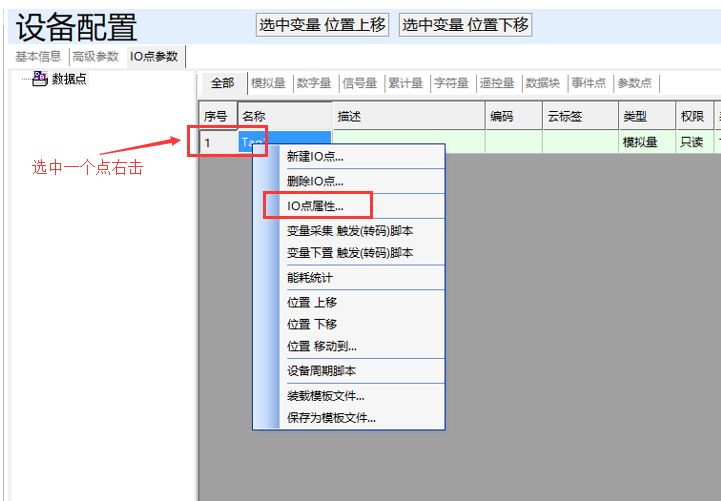 设备配置
选中变量 位置上移 选中变量 位置下移
基本信息 高级参数 IO点参数
数据点
全部 模拟量 数字量 信号量 累计量 字符量 遥控量 数据块 事件点 参数点
序号 名称 描述 编码 云标签 类型 权限
1 Tag 模拟量 只读
选中一个点右击
新建IO点...
删除IO点...
IO点属性...
变量采集 触发(转码)脚本
变量下置 触发(转码)脚本
能耗统计
位置 上移
位置 下移
位置 移动到...
设备周期脚本
装载模板文件...
保存为模板文件...